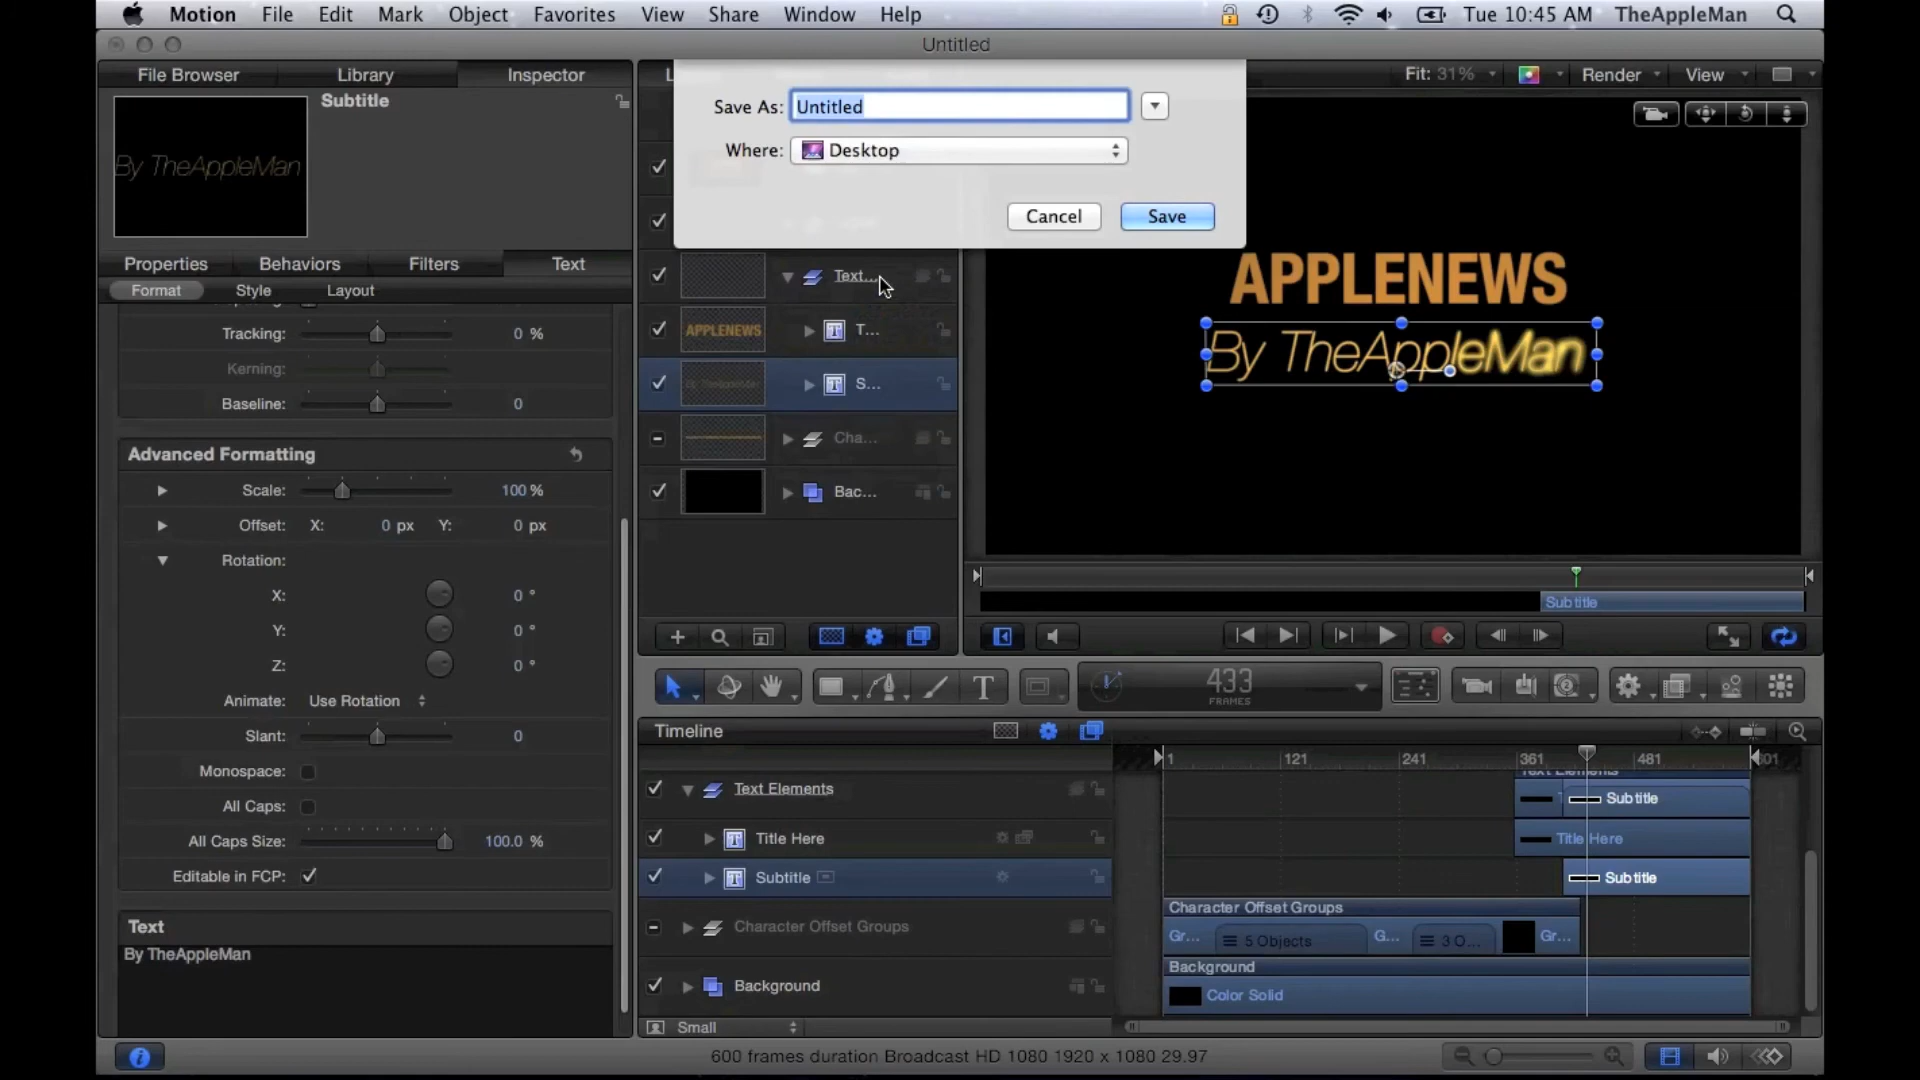 Motion File Edit Mark Object Favorites View Share Window Help Tue 10:45 AM TheAppleMan
Untitled
File Browser Library Inspector
Fit: 31% Render View
Subtitle
By TheAppleMan
Save As: Untitled
Where: Desktop
Cancel Save
Properties Behaviors Filters Text
Format Style Layout
Tracking: 0 %
Kerning:
Baseline: 0
Advanced Formatting
Scale: 100 %
Offset: X: 0 px Y: 0 px
Rotation:
X: 0 °
Y: 0 °
Z: 0 °
Animate: Use Rotation
Slant: 0
Monospace:
All Caps:
All Caps Size: 100.0 %
Editable in FCP:
Text
By TheAppleMan
Text...
APPLENEWS T...
S...
Cha...
Bac...
APPLENEWS
By TheAppleMan
Subtitle
433
FRAMES
Timeline
1 121 241 361 481 601
Text Elements
Text Elements Subtitle
Title Here Title Here
Subtitle Subtitle
Character Offset Groups
Character Offset Groups
Gr... 5 Objects G... 3 O... Gr...
Background
Background
Color Solid
Small
600 frames duration Broadcast HD 1080 1920 x 1080 29.97